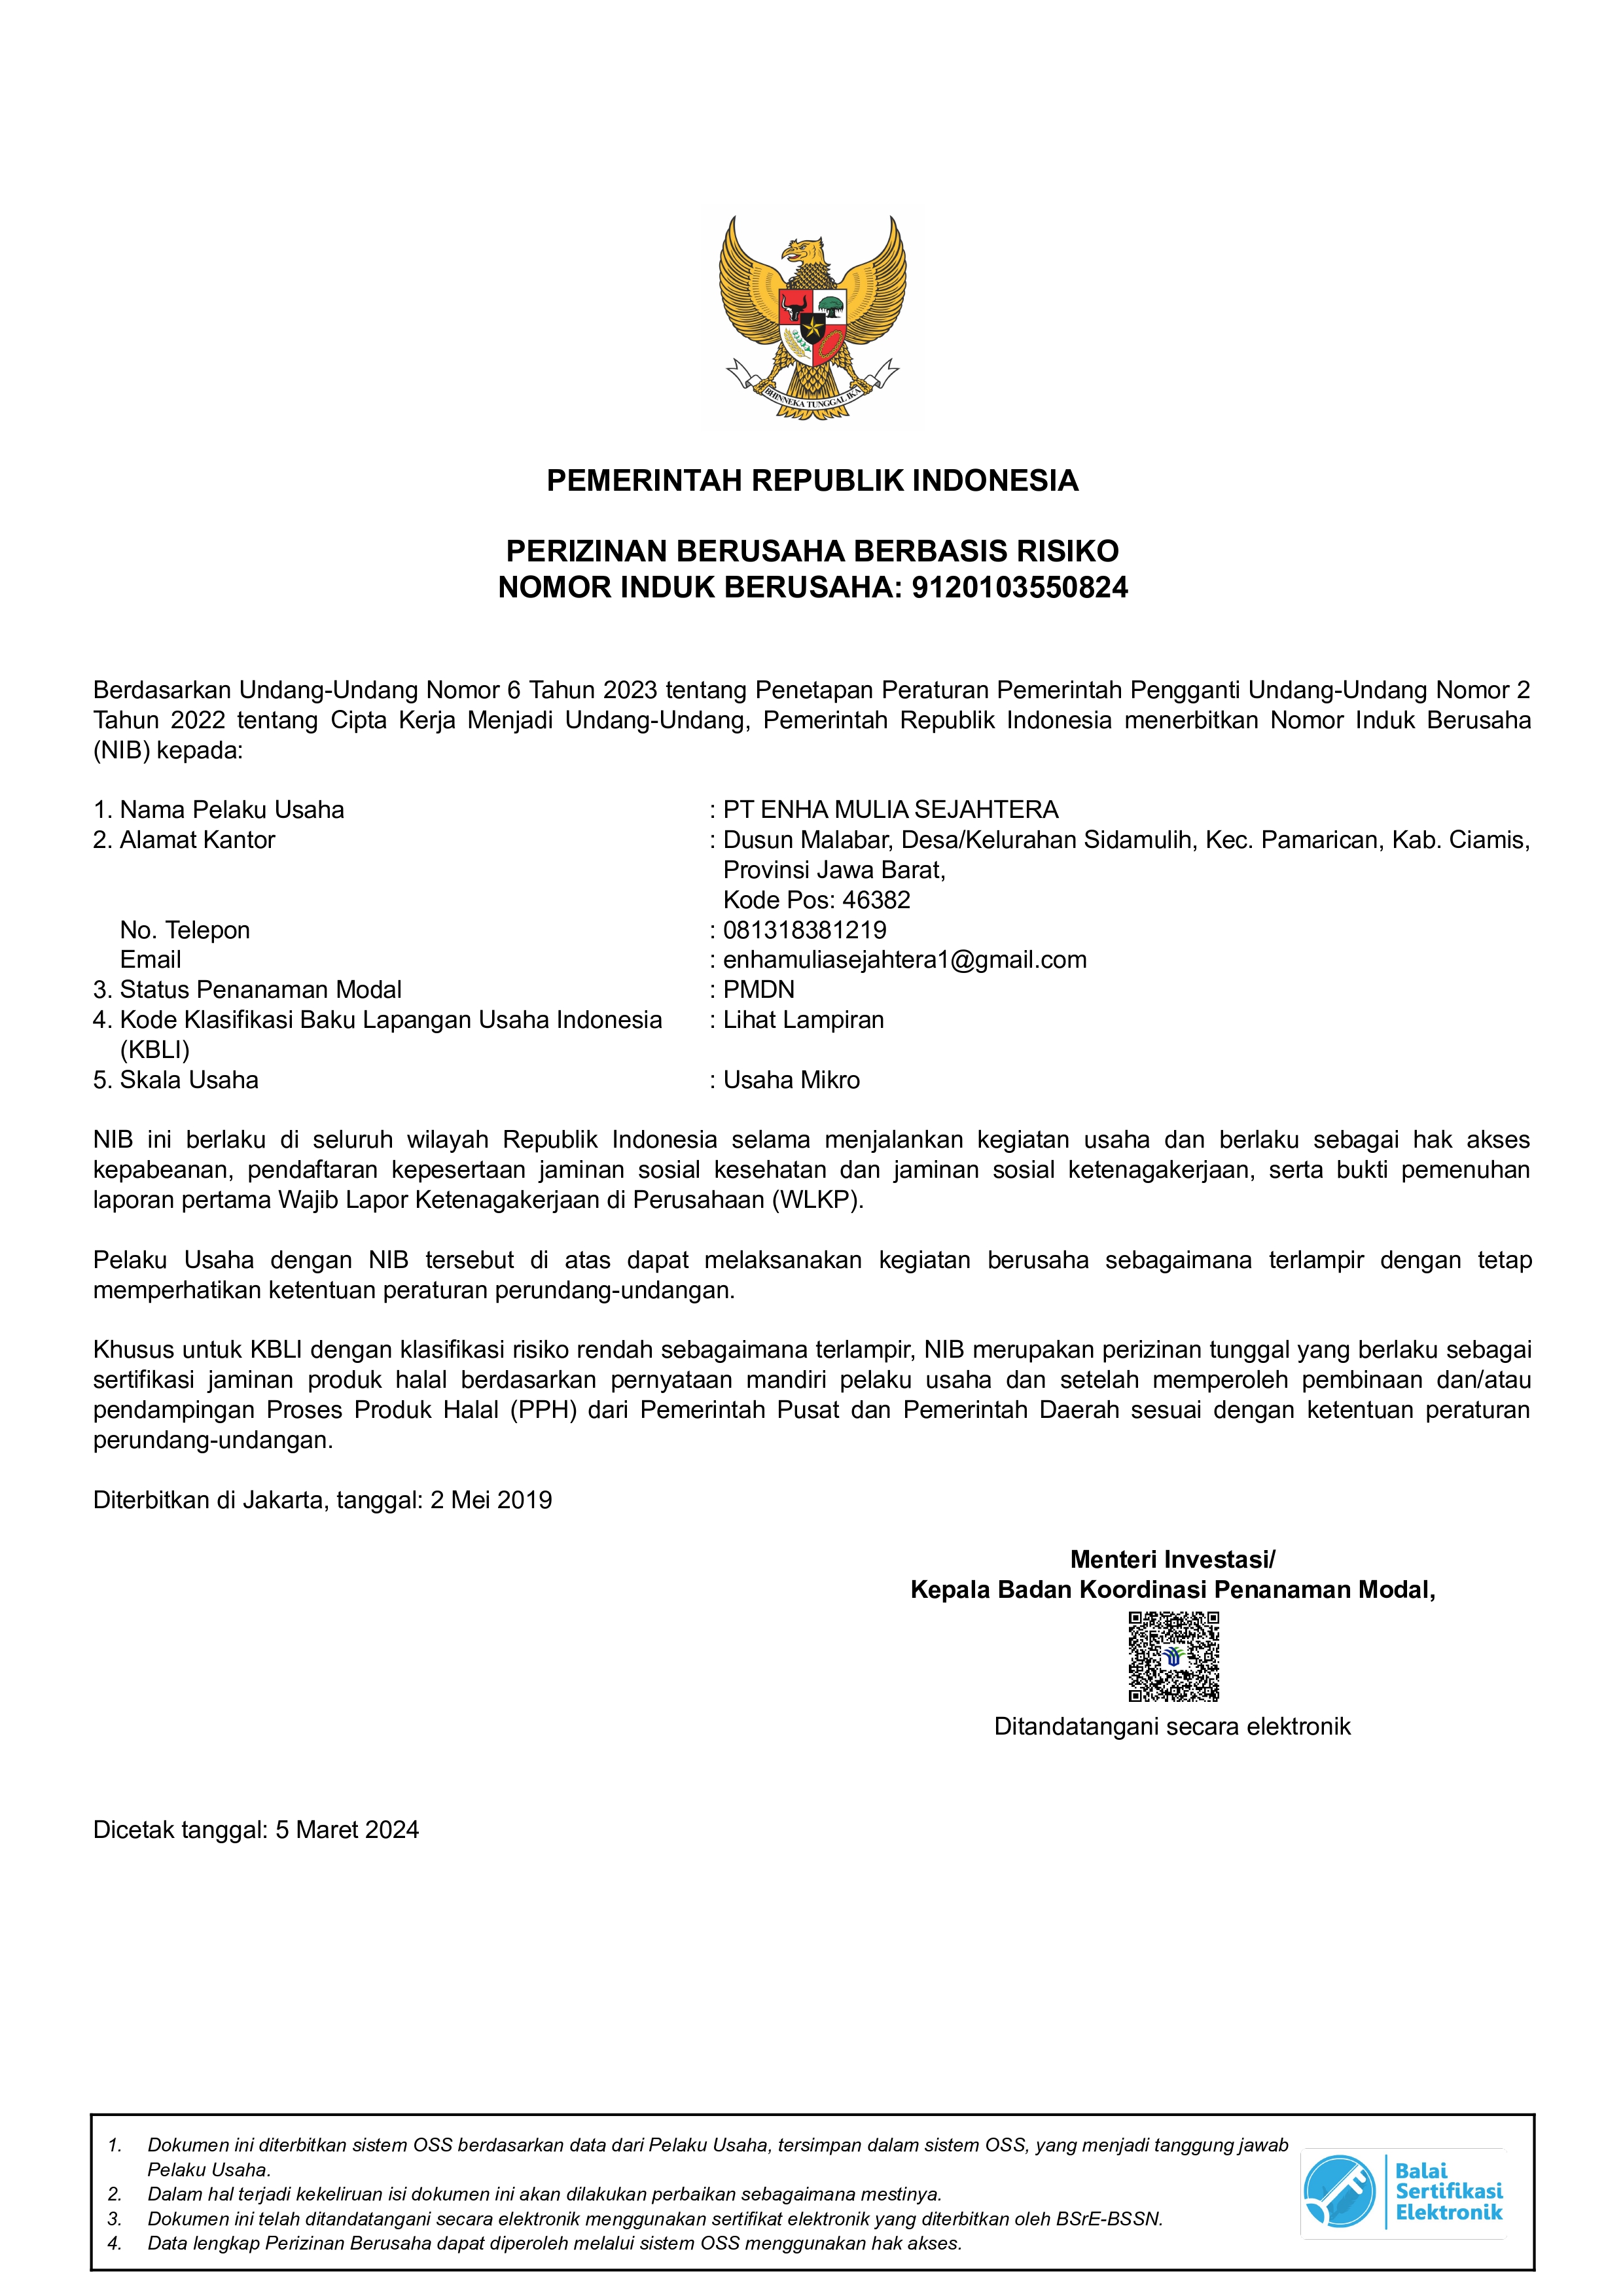 BHINNEKA TUNGGAL IKA
PEMERINTAH REPUBLIK INDONESIA
PERIZINAN BERUSAHA BERBASIS RISIKO
NOMOR INDUK BERUSAHA: 9120103550824
Berdasarkan Undang-Undang Nomor 6 Tahun 2023 tentang Penetapan Peraturan Pemerintah Pengganti Undang-Undang Nomor 2
Tahun 2022 tentang Cipta Kerja Menjadi Undang-Undang, Pemerintah Republik Indonesia menerbitkan Nomor Induk Berusaha
(NIB) kepada:
1. Nama Pelaku Usaha : PT ENHA MULIA SEJAHTERA
2. Alamat Kantor : Dusun Malabar, Desa/Kelurahan Sidamulih, Kec. Pamarican, Kab. Ciamis,
Provinsi Jawa Barat,
Kode Pos: 46382
No. Telepon : 081318381219
Email : enhamuliasejahtera1@gmail.com
3. Status Penanaman Modal : PMDN
4. Kode Klasifikasi Baku Lapangan Usaha Indonesia : Lihat Lampiran
(KBLI)
5. Skala Usaha : Usaha Mikro
NIB ini berlaku di seluruh wilayah Republik Indonesia selama menjalankan kegiatan usaha dan berlaku sebagai hak akses
kepabeanan, pendaftaran kepesertaan jaminan sosial kesehatan dan jaminan sosial ketenagakerjaan, serta bukti pemenuhan
laporan pertama Wajib Lapor Ketenagakerjaan di Perusahaan (WLKP).
Pelaku Usaha dengan NIB tersebut di atas dapat melaksanakan kegiatan berusaha sebagaimana terlampir dengan tetap
memperhatikan ketentuan peraturan perundang-undangan.
Khusus untuk KBLI dengan klasifikasi risiko rendah sebagaimana terlampir, NIB merupakan perizinan tunggal yang berlaku sebagai
sertifikasi jaminan produk halal berdasarkan pernyataan mandiri pelaku usaha dan setelah memperoleh pembinaan dan/atau
pendampingan Proses Produk Halal (PPH) dari Pemerintah Pusat dan Pemerintah Daerah sesuai dengan ketentuan peraturan
perundang-undangan.
Diterbitkan di Jakarta, tanggal: 2 Mei 2019
Menteri Investasi/
Kepala Badan Koordinasi Penanaman Modal,
Ditandatangani secara elektronik
Dicetak tanggal: 5 Maret 2024
1. Dokumen ini diterbitkan sistem OSS berdasarkan data dari Pelaku Usaha, tersimpan dalam sistem OSS, yang menjadi tanggung jawab
Pelaku Usaha.
2. Dalam hal terjadi kekeliruan isi dokumen ini akan dilakukan perbaikan sebagaimana mestinya.
3. Dokumen ini telah ditandatangani secara elektronik menggunakan sertifikat elektronik yang diterbitkan oleh BSrE-BSSN.
4. Data lengkap Perizinan Berusaha dapat diperoleh melalui sistem OSS menggunakan hak akses.
Balai
Sertifikasi
Elektronik